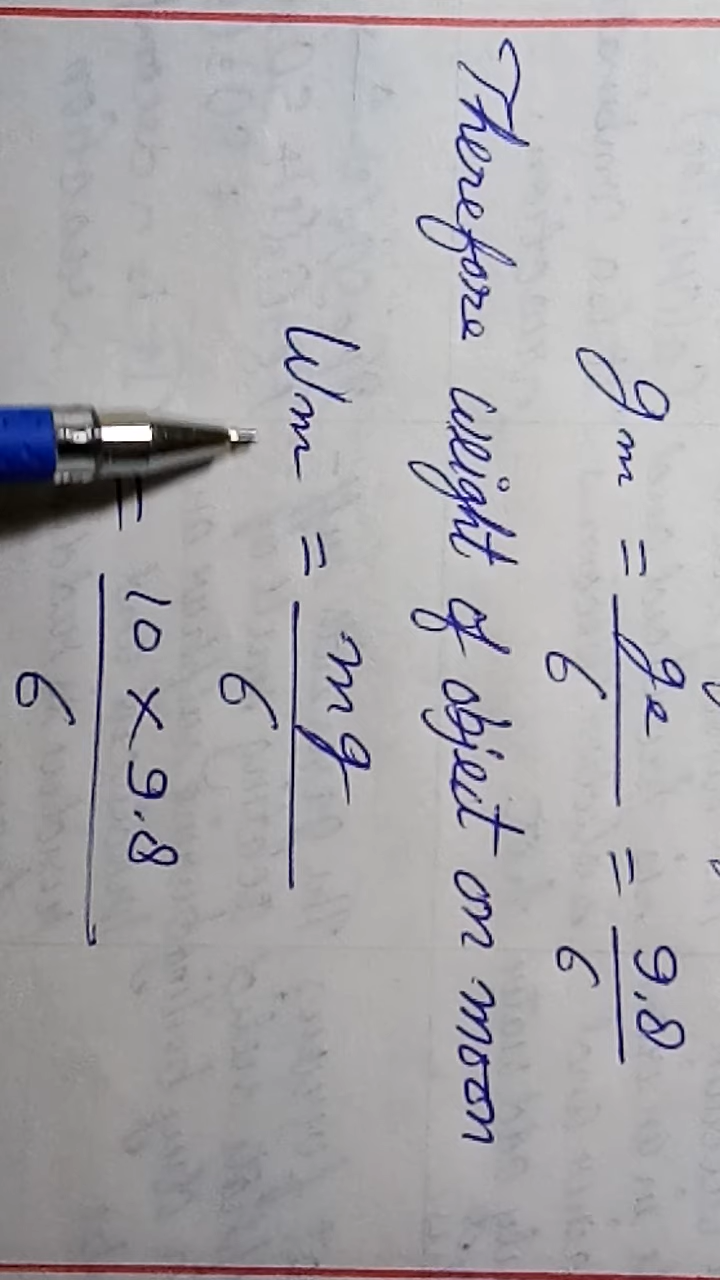 gm = ge/6 = 9.8/6
Therefore weight of object on moon
Wm = mg/6
= 10 × 9.8/6